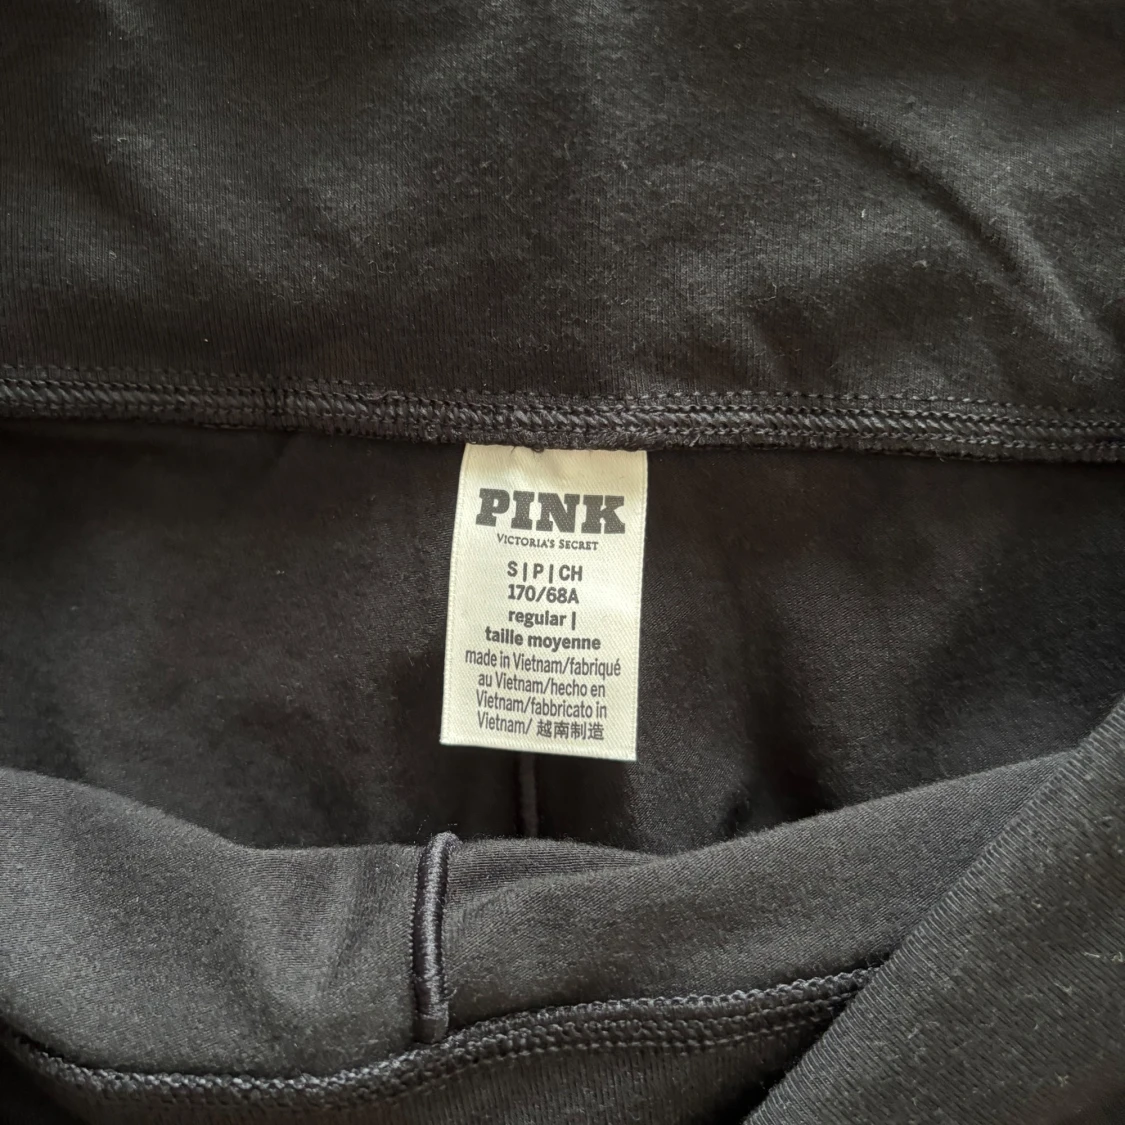 PINK
VICTORIA'S SECRET
S | P | CH
170/68A
regular |
taille moyenne
made in Vietnam/fabriqué
au Vietnam/hecho en
Vietnam/fabbricato in
Vietnam/ 越南制造